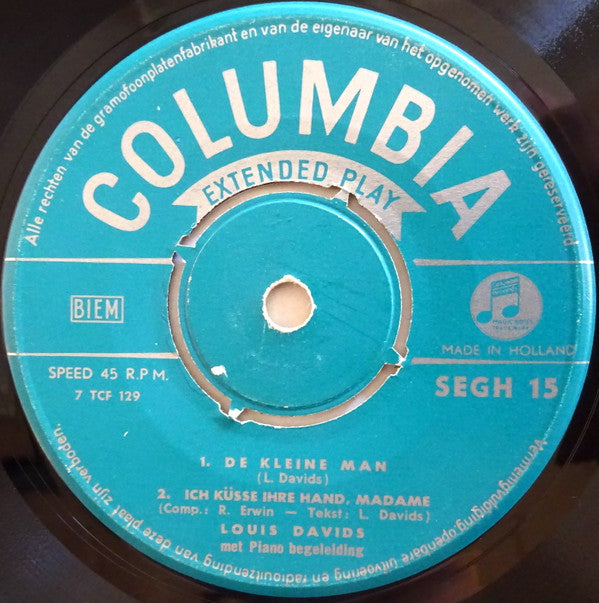 Alle rechten van de gramofoonplatenfabrikant en van de eigenaar van het opgenomen werk zijn gereserveerd.
COLUMBIA
EXTENDED PLAY
BIEM
MADE IN HOLLAND
SPEED 45 R.P.M.
7 TCF 129
SEGH 15
1. DE KLEINE MAN
(L. Davids)
2. ICH KÜSSE IHRE HAND, MADAME
(Comp.: R. Erwin — Tekst: L. Davids)
LOUIS DAVIDS
met Piano begeleiding
Vermenigvuldiging openbare uitvoering en radiouitzending van deze plaat zijn verboden.